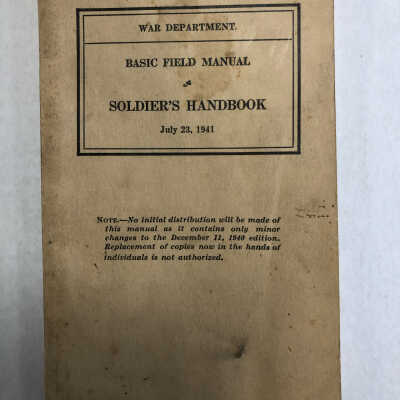 WAR DEPARTMENT.
BASIC FIELD MANUAL
SOLDIER'S HANDBOOK
July 23, 1941
NOTE.—No initial distribution will be made of
this manual as it contains only minor
changes to the December 11, 1940 edition.
Replacement of copies now in the hands of
individuals is not authorized.